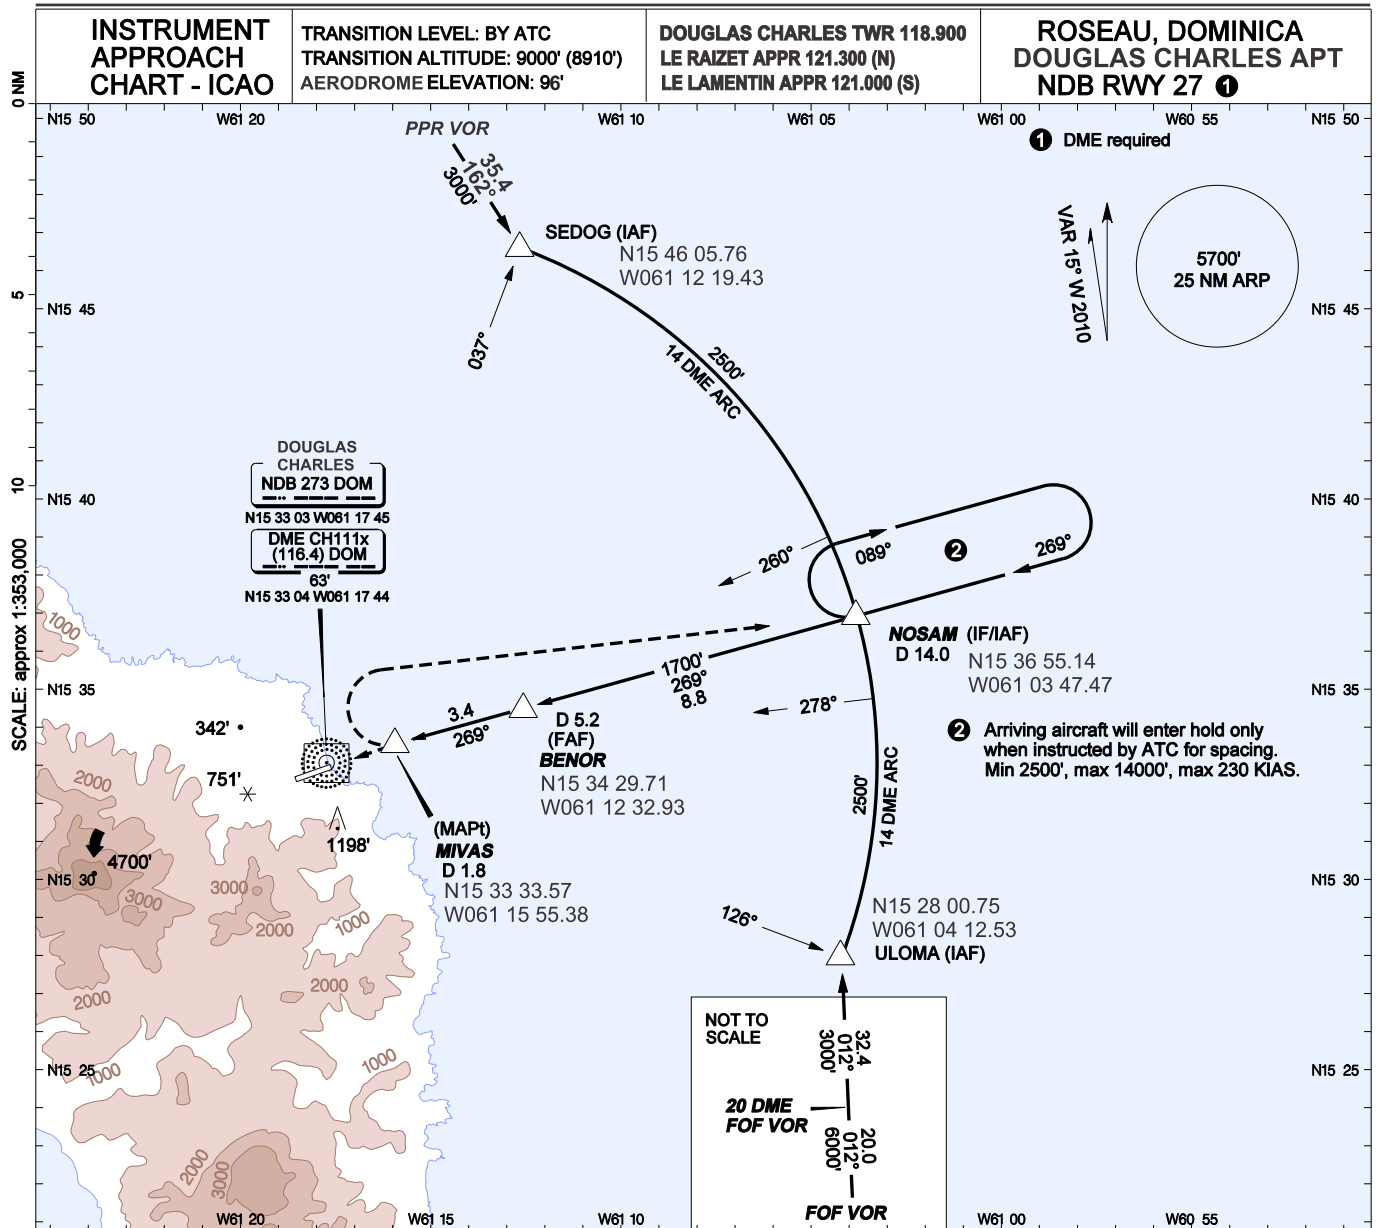 INSTRUMENT
APPROACH
CHART - ICAO
TRANSITION LEVEL: BY ATC
TRANSITION ALTITUDE: 9000' (8910')
AERODROME ELEVATION: 96'
DOUGLAS CHARLES TWR 118.900
LE RAIZET APPR 121.300 (N)
LE LAMENTIN APPR 121.000 (S)
ROSEAU, DOMINICA
DOUGLAS CHARLES APT
NDB RWY 27 1
0 NM
5
10
SCALE: approx 1:353,000
N15 50
W61 20
W61 10
W61 05
W61 00
W60 55
N15 50
PPR VOR
35.4
162°
3000'
1 DME required
SEDOG (IAF)
N15 46 05.76
W061 12 19.43
VAR 15° W 2010
5700'
25 NM ARP
N15 45
N15 45
037°
2500'
14 DME ARC
DOUGLAS
CHARLES
NDB 273 DOM
N15 33 03 W061 17 45
DME CH111x
(116.4) DOM
63'
N15 33 04 W061 17 44
N15 40
N15 40
260°
089°
2
269°
1000
NOSAM (IF/IAF)
D 14.0
N15 36 55.14
W061 03 47.47
N15 35
N15 35
1700'
269°
8.8
278°
3.4
269°
D 5.2
(FAF)
BENOR
N15 34 29.71
W061 12 32.93
2 Arriving aircraft will enter hold only
when instructed by ATC for spacing.
Min 2500', max 14000', max 230 KIAS.
342'
751'
2000
1198'
4700'
2500'
14 DME ARC
(MAPt)
MIVAS
D 1.8
N15 33 33.57
W061 15 55.38
N15 30
N15 30
3000
3000
2000
1000
126°
N15 28 00.75
W061 04 12.53
ULOMA (IAF)
2000
2000
NOT TO
SCALE
32.4
012°
3000'
N15 25
N15 25
1000
1000
20 DME
FOF VOR
20.0
012°
6000'
2000
3000
FOF VOR
W61 20
W61 15
W61 10
W61 00
W60 55